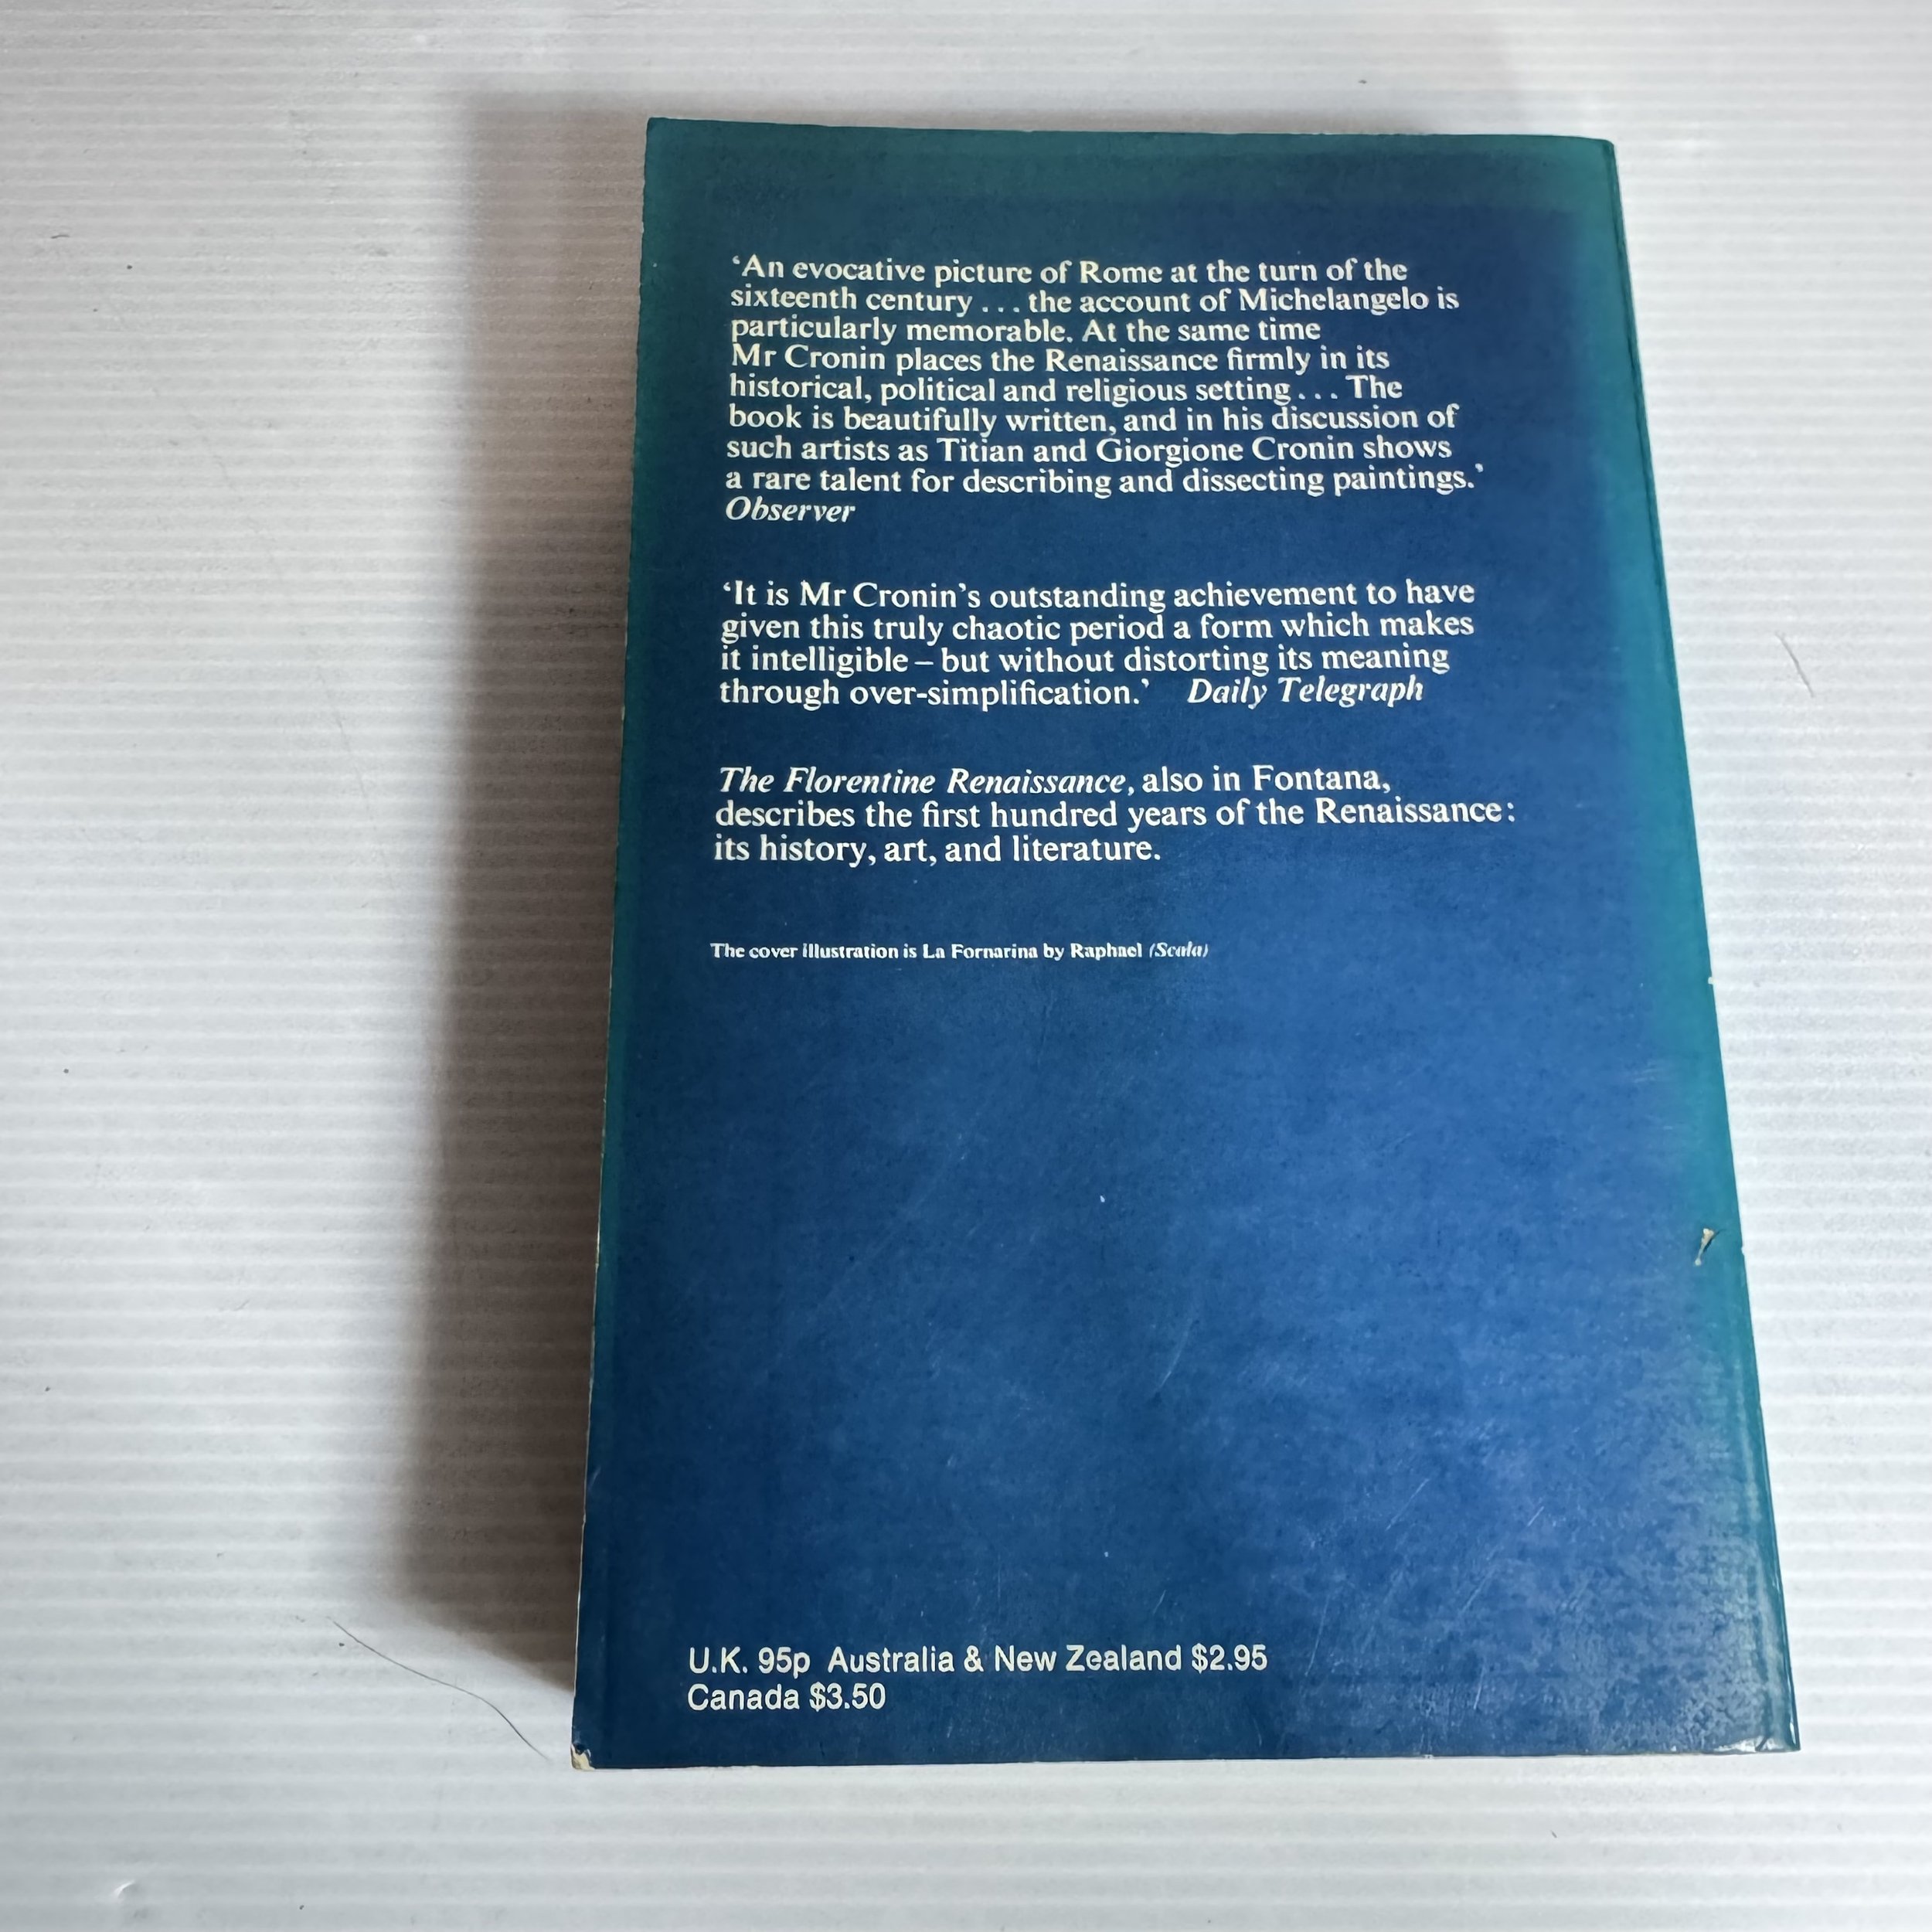 ‘An evocative picture of Rome at the turn of the
sixteenth century ... the account of Michelangelo is
particularly memorable. At the same time
Mr Cronin places the Renaissance firmly in its
historical, political and religious setting ... The
book is beautifully written, and in his discussion of
such artists as Titian and Giorgione Cronin shows
a rare talent for describing and dissecting paintings.’
Observer
‘It is Mr Cronin’s outstanding achievement to have
given this truly chaotic period a form which makes
it intelligible – but without distorting its meaning
through over-simplification.’ Daily Telegraph
The Florentine Renaissance, also in Fontana,
describes the first hundred years of the Renaissance:
its history, art, and literature.
The cover illustration is La Fornarina by Raphael (Scala)
U.K. 95p Australia & New Zealand $2.95
Canada $3.50